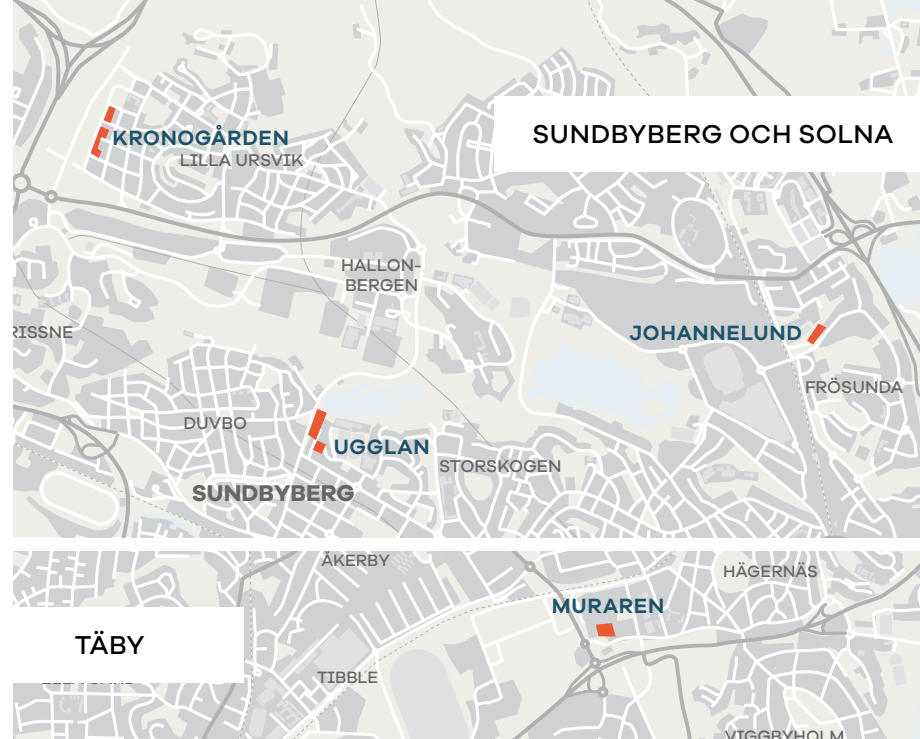 KRONOGÅRDEN
LILLA URSVIK
SUNDBYBERG OCH SOLNA
HALLON-
BERGEN
RISSNE
JOHANNELUND
FRÖSUNDA
DUVBO
UGGLAN
STORSKOGEN
SUNDBYBERG
ÅKERBY
HÄGERNÄS
MURAREN
TÄBY
TIBBLE
VIGGBYHOLM